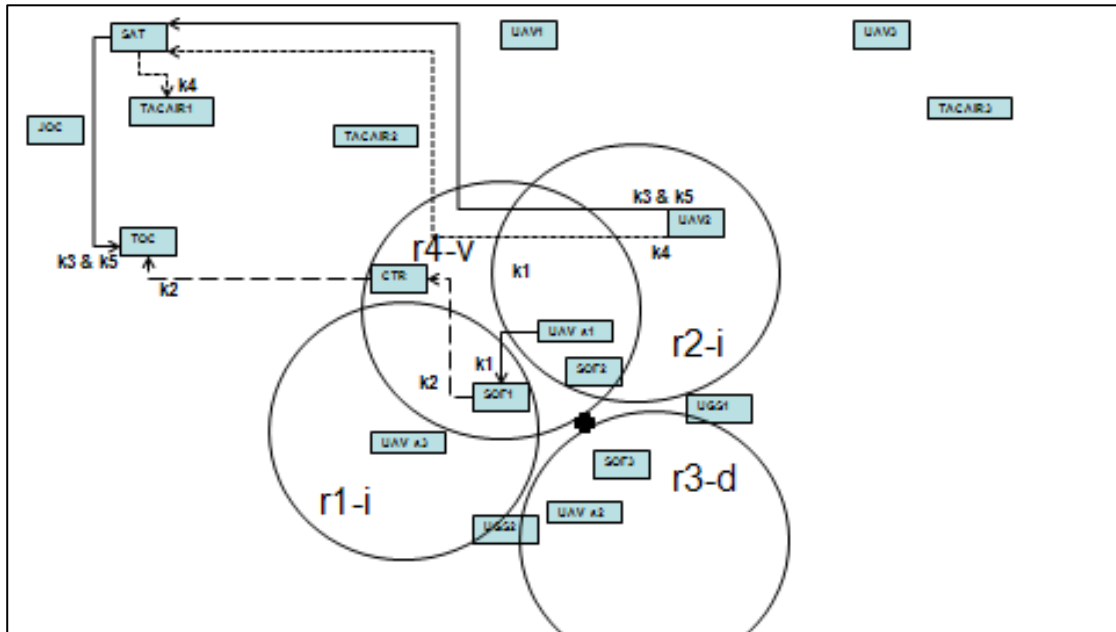 SAT
UAV1
UAV3
k4
TACAIR1
TACAIR3
JOC
TACAIR2
k3 & k5
UAV2
TOC
r4-v
k4
k3 & k5
CTR
k1
k2
UAV a1
r2-i
k1
SOF2
k2
SOF1
UGS1
UAV a3
SOF3
r3-d
r1-i
UAV a2
UGS2